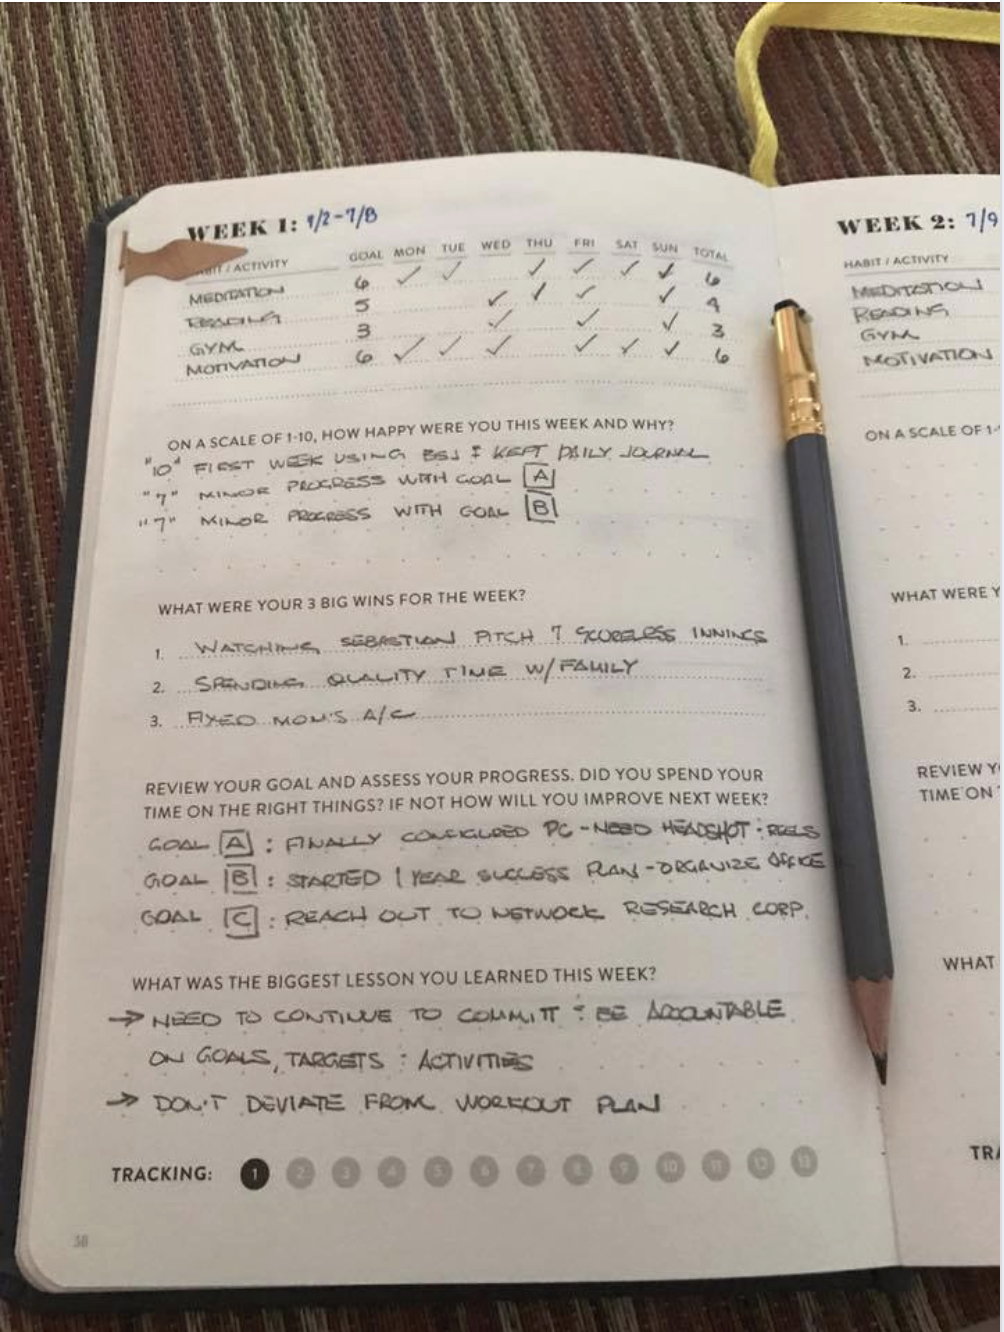 WEEK 1: 7/2-7/8
/ ACTIVITY GOAL MON TUE WED THU FRI SAT SUN TOTAL
MEDITATION 6 ✓ ✓ ✓ ✓ ✓ ✓ 6
READING 5 ✓ ✓ ✓ ✓ 4
GYM 3 ✓ ✓ ✓ 3
MOTIVATION 6 ✓ ✓ ✓ ✓ ✓ ✓ 6
ON A SCALE OF 1-10, HOW HAPPY WERE YOU THIS WEEK AND WHY?
"10" FIRST WEEK USING BSJ & KEPT DAILY JOURNAL
"7" MINOR PROGRESS WITH GOAL A
"7" MINOR PROGRESS WITH GOAL B
WHAT WERE YOUR 3 BIG WINS FOR THE WEEK?
1. WATCHING SEBASTIAN PITCH 7 SCORELESS INNINGS
2. SPENDING QUALITY TIME W/FAMILY
3. FIXED MOM'S A/C
REVIEW YOUR GOAL AND ASSESS YOUR PROGRESS. DID YOU SPEND YOUR
TIME ON THE RIGHT THINGS? IF NOT HOW WILL YOU IMPROVE NEXT WEEK?
GOAL A : FINALLY CONFIGURED PC - NEED HEADSHOT & REELS
GOAL B : STARTED 1 YEAR SUCCESS PLAN - ORGANIZE OFFICE
GOAL C : REACH OUT TO NETWORK RESEARCH CORP.
WHAT WAS THE BIGGEST LESSON YOU LEARNED THIS WEEK?
→ NEED TO CONTINUE TO COMMITT & BE ACCOUNTABLE
ON GOALS, TARGETS & ACTIVITIES
→ DON'T DEVIATE FROM WORKOUT PLAN
TRACKING: 1 2 3 4 5 6 7 8 9 10 11 12 13
38
WEEK 2: 7/9
HABIT / ACTIVITY
MEDITATION
READING
GYM
MOTIVATION
ON A SCALE OF 1-
WHAT WERE Y
1.
2.
3.
REVIEW Y
TIME ON
WHAT
TR